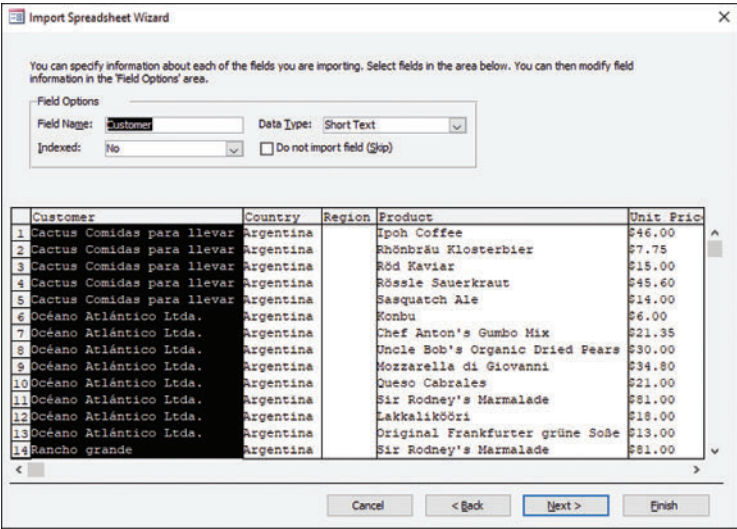 Import Spreadsheet Wizard
You can specify information about each of the fields you are importing. Select fields in the area below. You can then modify field
information in the 'Field Options' area.
Field Options
Field Name: Customer Data Type: Short Text
Indexed: No Do not import field (Skip)
Customer Country Region Product Unit Pric
1 Cactus Comidas para llevar Argentina Ipoh Coffee $46.00
2 Cactus Comidas para llevar Argentina Rhönbräu Klosterbier $7.75
3 Cactus Comidas para llevar Argentina Röd Kaviar $15.00
4 Cactus Comidas para llevar Argentina Rössle Sauerkraut $45.60
5 Cactus Comidas para llevar Argentina Sasquatch Ale $14.00
6 Océano Atlántico Ltda. Argentina Konbu $6.00
7 Océano Atlántico Ltda. Argentina Chef Anton's Gumbo Mix $21.35
8 Océano Atlántico Ltda. Argentina Uncle Bob's Organic Dried Pears $30.00
9 Océano Atlántico Ltda. Argentina Mozzarella di Giovanni $34.80
10 Océano Atlántico Ltda. Argentina Queso Cabrales $21.00
11 Océano Atlántico Ltda. Argentina Sir Rodney's Marmalade $81.00
12 Océano Atlántico Ltda. Argentina Lakkalikööri $18.00
13 Océano Atlántico Ltda. Argentina Original Frankfurter grüne Soße $13.00
14 Rancho grande Argentina Sir Rodney's Marmalade $81.00
Cancel < Back Next > Finish